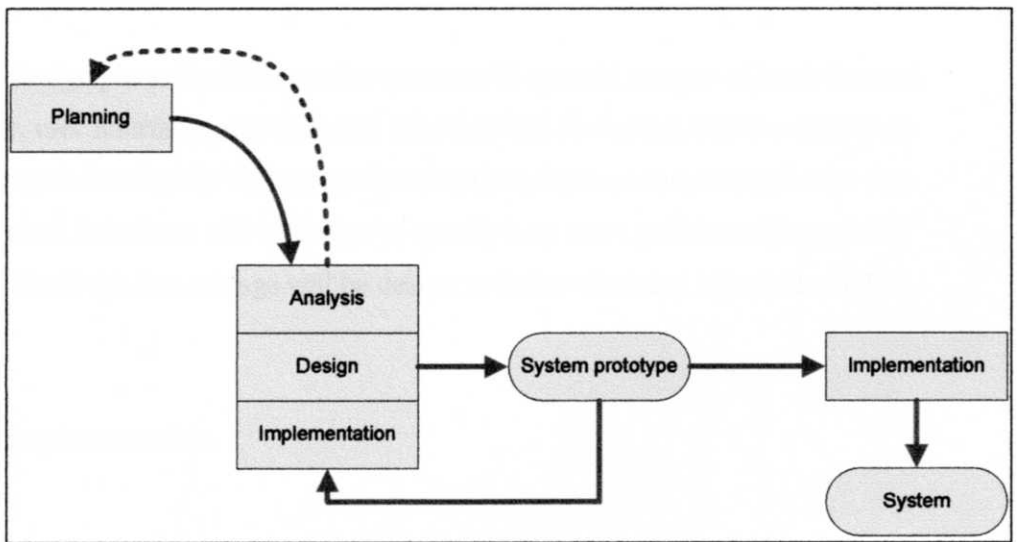 Planning
Analysis
Design
System prototype
Implementation
Implementation
System